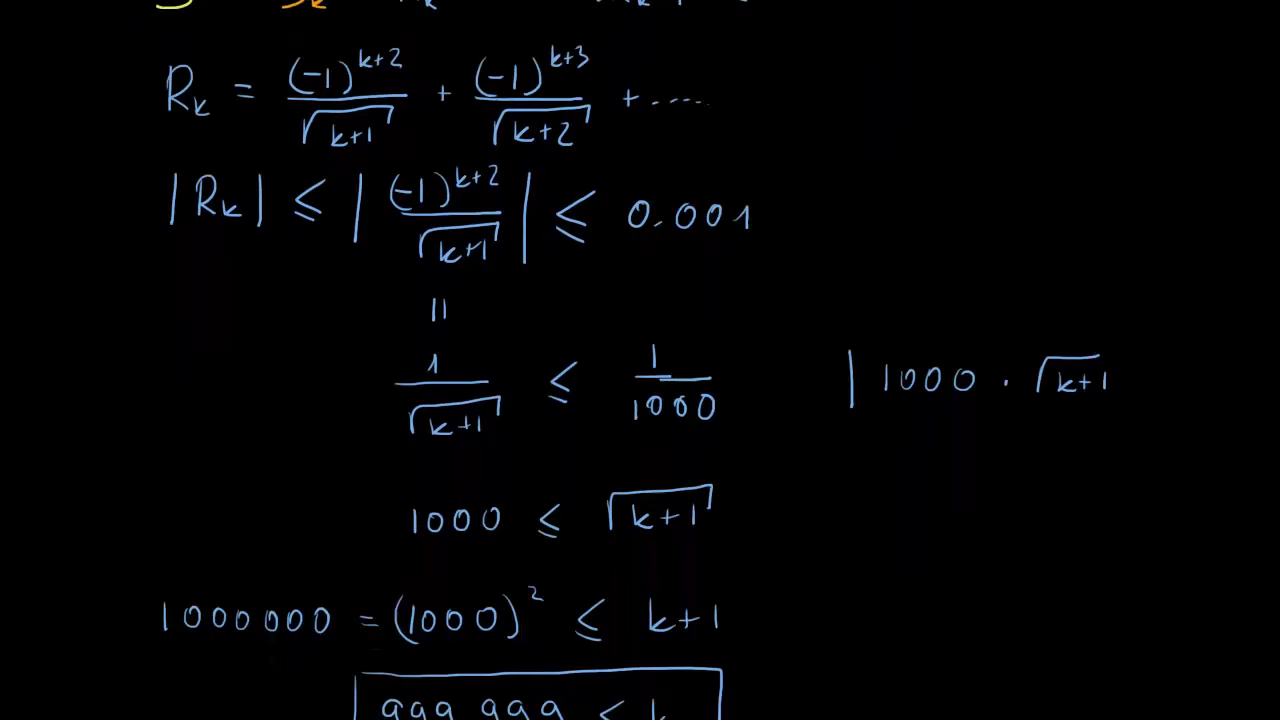 R_k = (-1)^{k+2} / √(k+1) + (-1)^{k+3} / √(k+2) + .....
|R_k| ≤ | (-1)^{k+2} / √(k+1) | ≤ 0.001
||
1 / √(k+1) ≤ 1 / 1000 | 1000 · √(k+1)
1000 ≤ √(k+1)
1000000 = (1000)^2 ≤ k+1
999 999 ≤ k